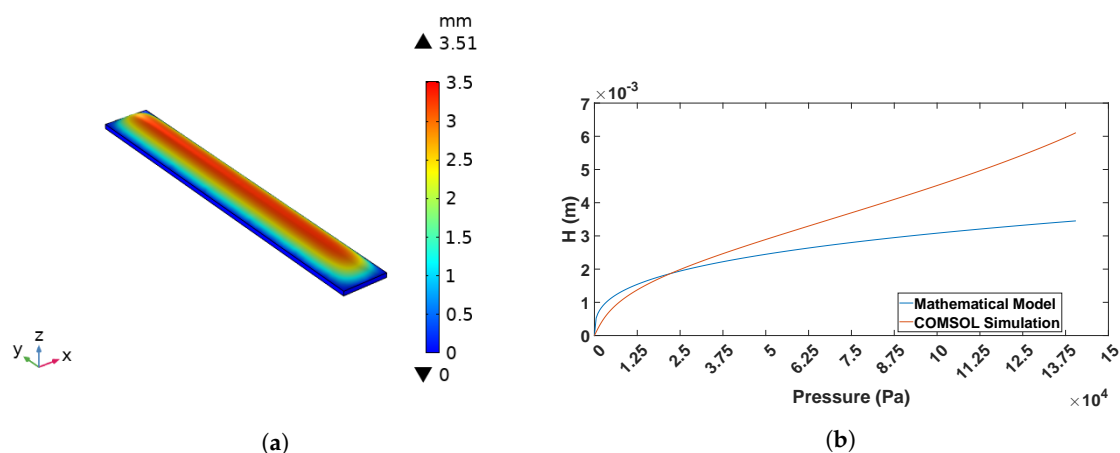 mm
▲ 3.51
3.5
3
2.5
2
1.5
1
0.5
0
▼ 0
z
y
x
(a)
×10⁻³
7
6
5
4
3
2
1
0
H (m)
Mathematical Model
COMSOL Simulation
0 1.25 2.5 3.75 5 6.25 7.5 8.75 10 11.25 12.5 13.75 15
Pressure (Pa)
×10⁴
(b)